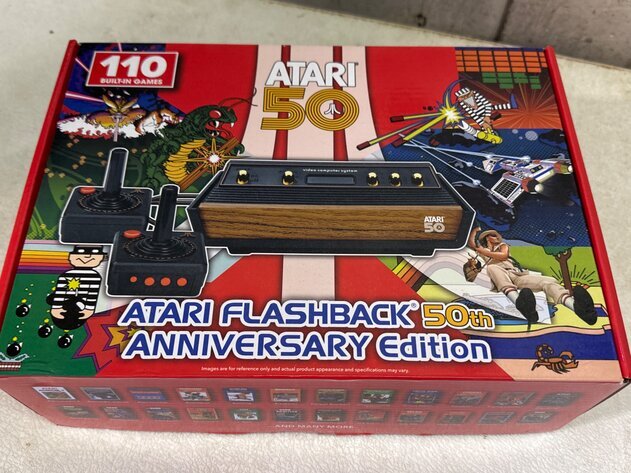 110
BUILT-IN GAMES
ATARI
50
video computer system
ATARI
50
ATARI FLASHBACK® 50th
ANNIVERSARY Edition
Images are for reference only and actual product appearance and specifications may vary.
AND MANY MORE